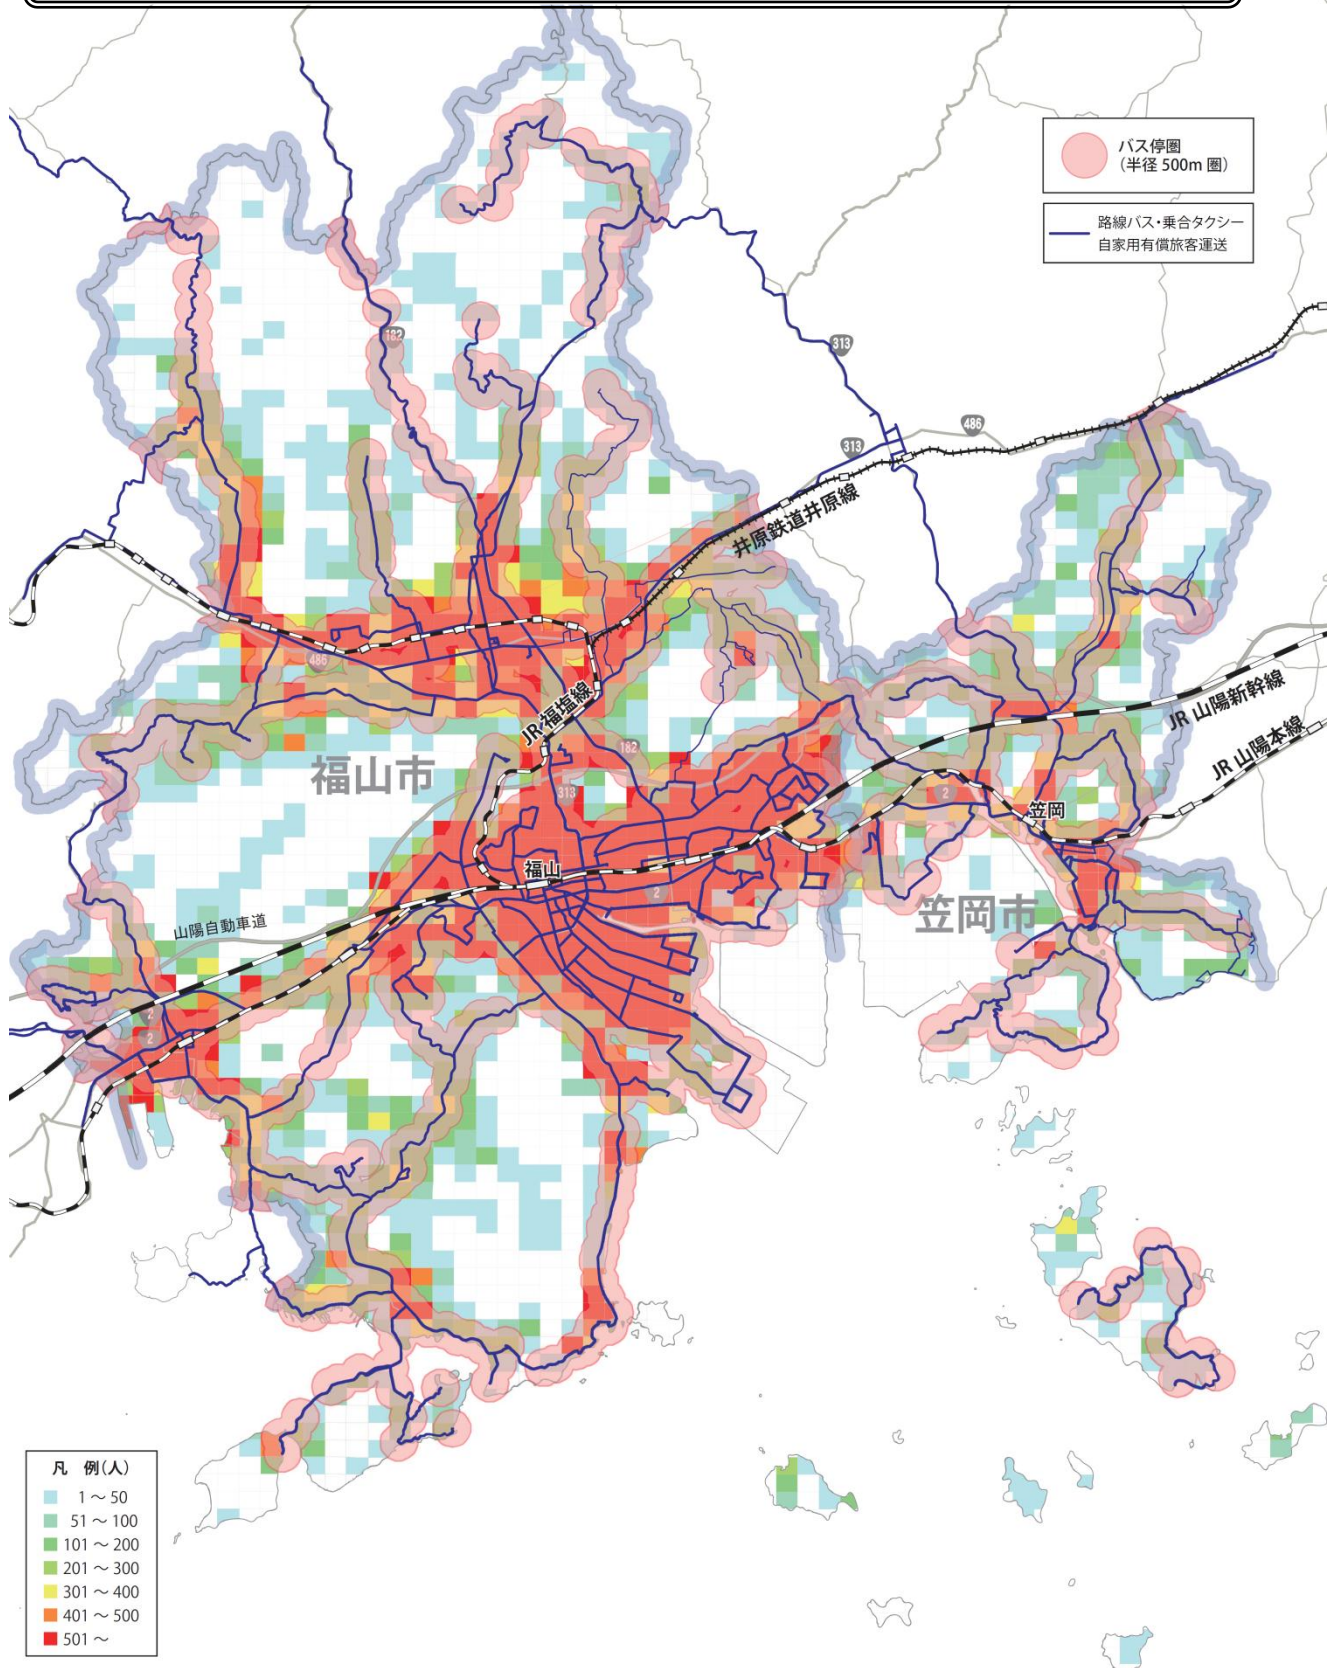 バス停圏
(半径 500m 圏)
路線バス・乗合タクシー
自家用有償旅客運送
182
313
486
313
井原鉄道井原線
486
JR 福塩線
JR 山陽新幹線
JR 山陽本線
182
福山市
313
2
笠岡
福山
2
笠岡市
山陽自動車道
2
2
凡 例(人)
1 ~ 50
51 ~ 100
101 ~ 200
201 ~ 300
301 ~ 400
401 ~ 500
501 ~